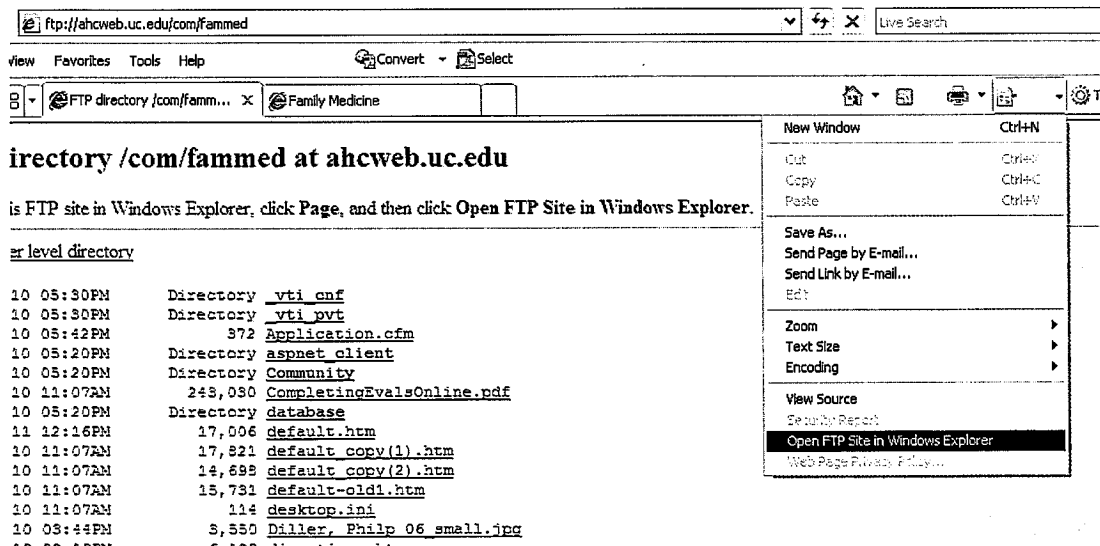 ftp://ahcweb.uc.edu/com/fammed
Live Search
View Favorites Tools Help
Convert
Select
FTP directory /com/famm... X
Family Medicine
irectory /com/fammed at ahcweb.uc.edu
is FTP site in Windows Explorer, click Page, and then click Open FTP Site in Windows Explorer.
er level directory
10 05:30PM Directory _vti_cnf
10 05:30PM Directory _vti_pvt
10 05:42PM 372 Application.cfm
10 05:20PM Directory aspnet_client
10 05:20PM Directory Community
10 11:07AM 243,030 CompletingEvalsOnline.pdf
10 05:20PM Directory database
11 12:16PM 17,006 default.htm
10 11:07AM 17,821 default_copy(1).htm
10 11:07AM 14,698 default_copy(2).htm
10 11:07AM 15,731 default-old1.htm
10 11:07AM 114 desktop.ini
10 03:44PM 3,550 Diller, Philp 06 small.jpg
New Window Ctrl+N
Cut Ctrl+X
Copy Ctrl+C
Paste Ctrl+V
Save As...
Send Page by E-mail...
Send Link by E-mail...
Edit
Zoom
Text Size
Encoding
View Source
Security Report
Open FTP Site in Windows Explorer
Web Page Privacy Policy...